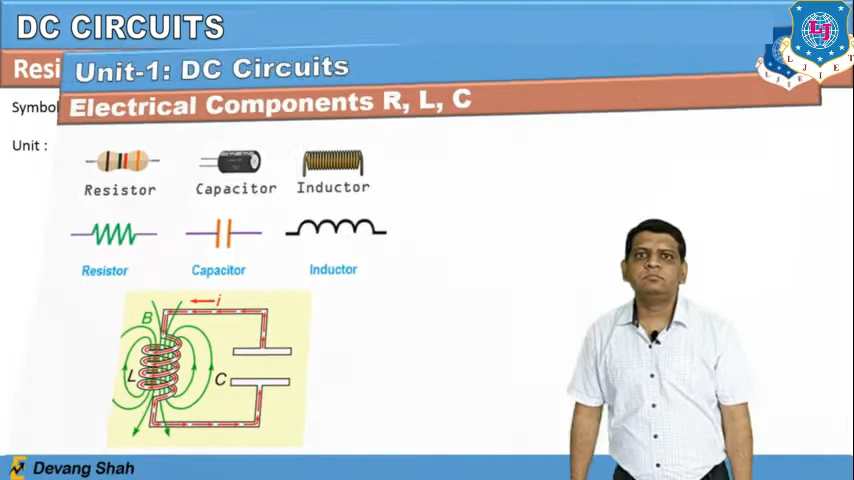 DC CIRCUITS
Resi
Unit-1: DC Circuits
Electrical Components R, L, C
Symbol
Unit :
Resistor Capacitor Inductor
Resistor Capacitor Inductor
i
B
L
C
LJ
L J I E T
L J I E T
Devang Shah